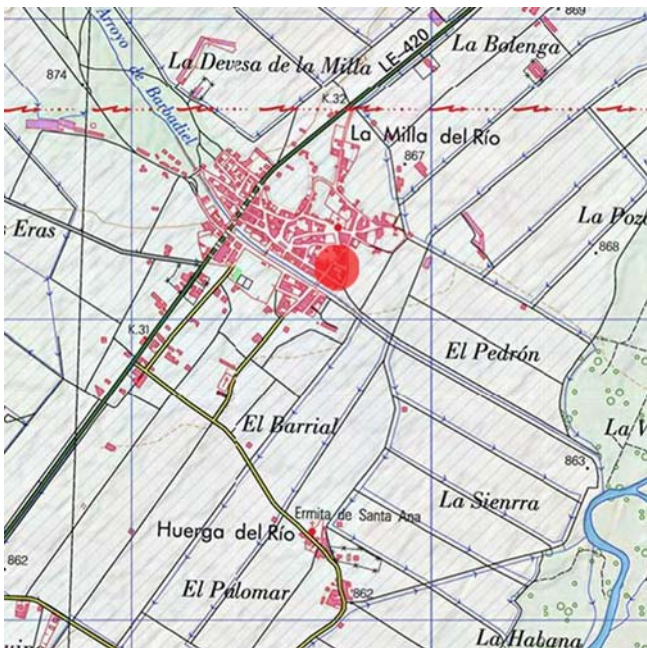 869
La Bolenga
Arroyo de Barbadiel
La Devesa de la Milla
LE-420
874
K.32
La Milla del Río
867
s Eras
La Poz
868
K.31
El Pedrón
El Barrial
La V
863
La Sienrra
Ermita de Santa Ana
Huerga del Río
862
El Palomar
862
La Habana